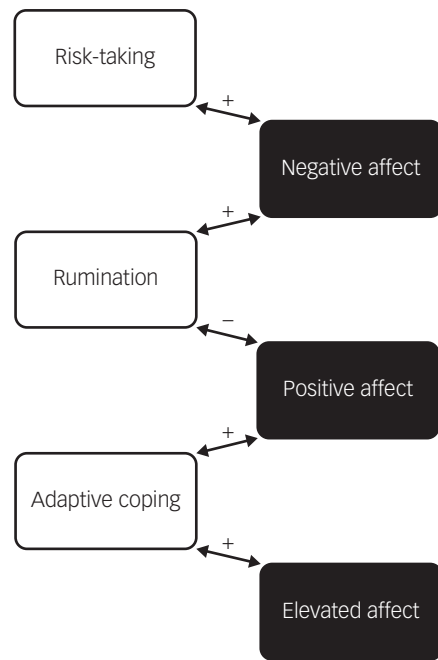 Risk-taking
+
Negative affect
+
Rumination
–
Positive affect
+
Adaptive coping
+
Elevated affect